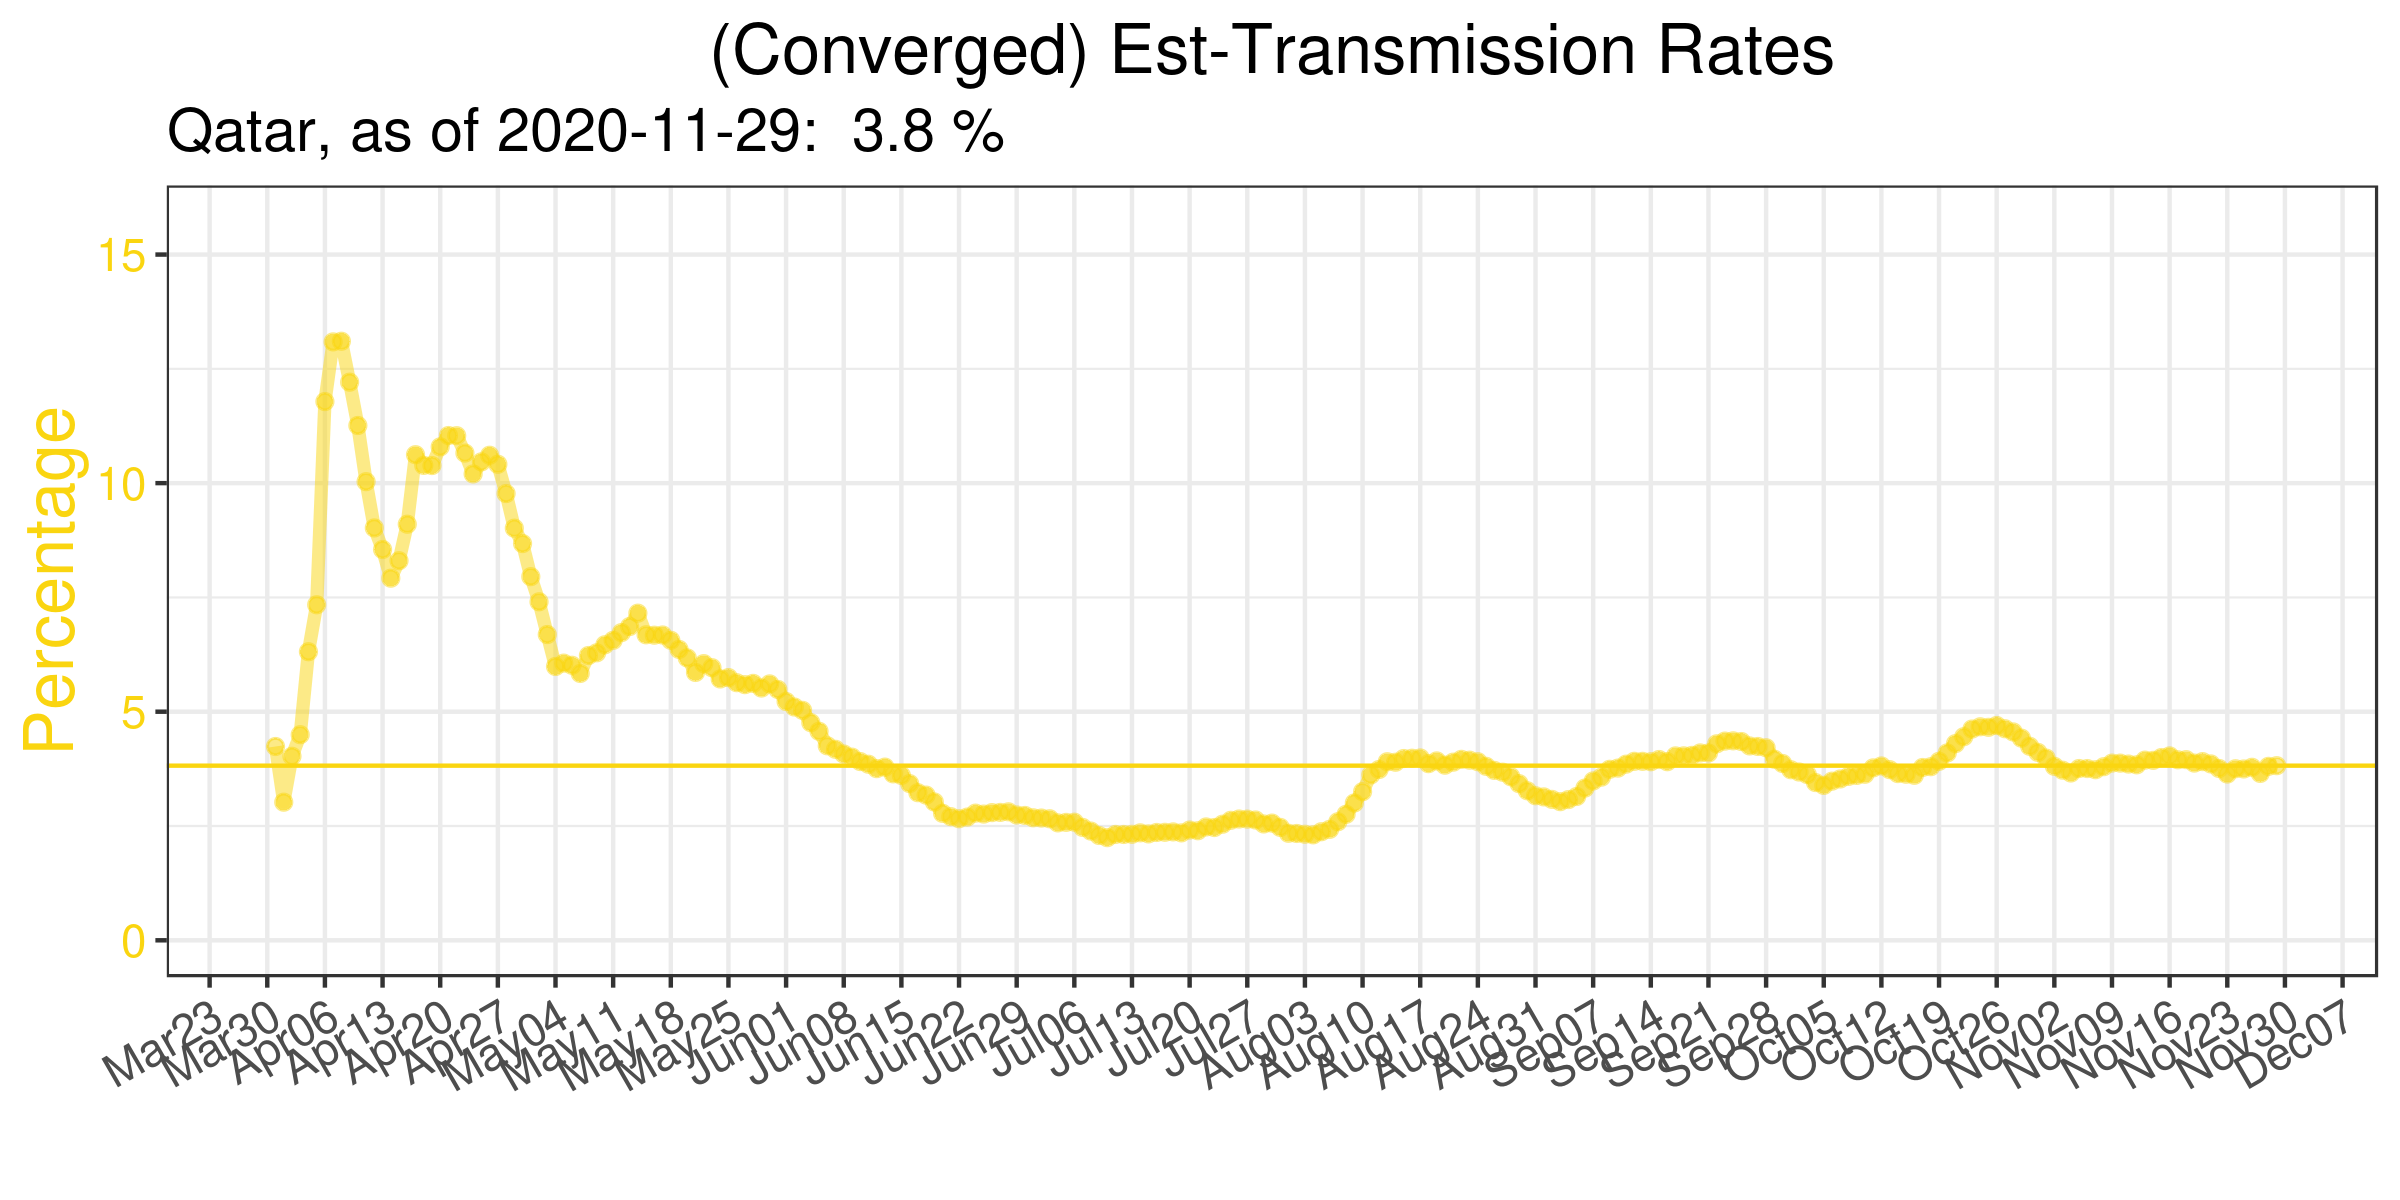 (Converged) Est-Transmission Rates
Qatar, as of 2020-11-29:  3.8 %
Percentage
15
10
5
0
Mar23
Mar30
Apr06
Apr13
Apr20
Apr27
May04
May11
May18
May25
Jun01
Jun08
Jun15
Jun22
Jun29
Jul06
Jul13
Jul20
Jul27
Aug03
Aug10
Aug17
Aug24
Aug31
Sep07
Sep14
Sep21
Sep28
Oct05
Oct12
Oct19
Oct26
Nov02
Nov09
Nov16
Nov23
Nov30
Dec07